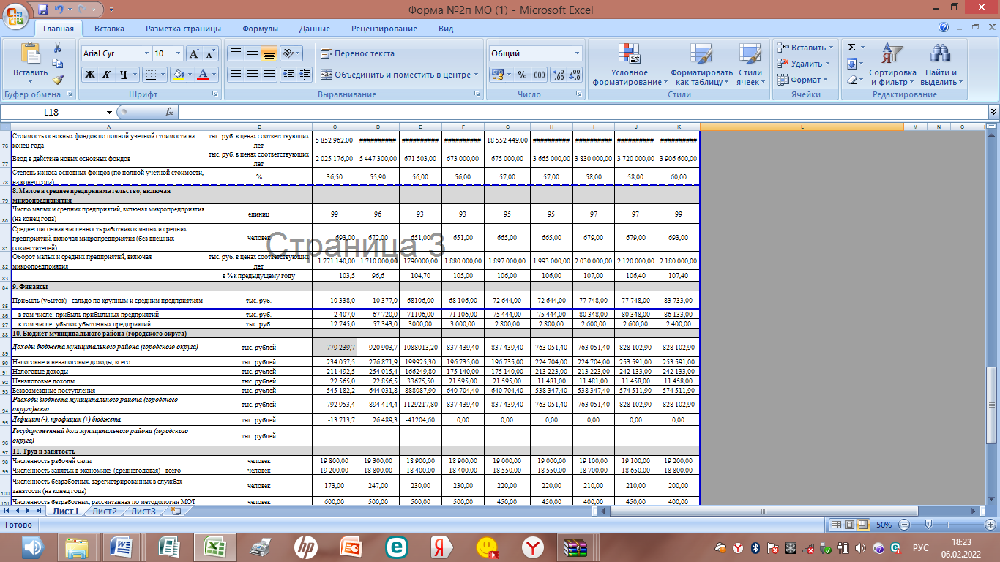 Форма №2п МО (1) - Microsoft Excel
Главная Вставка Разметка страницы Формулы Данные Рецензирование Вид
Вставить
Буфер обмена
Arial Cyr 10
Ж К Ч
Шрифт
Перенос текста
Объединить и поместить в центре
Выравнивание
Общий
% 000
Число
Условное форматирование
Форматировать как таблицу
Стили ячеек
Стили
Вставить
Удалить
Формат
Ячейки
Σ
Сортировка и фильтр
Найти и выделить
Редактирование
L18 fx
A B C D E F G H I J K L M N O
76 Стоимость основных фондов по полной учетной стоимости на конец года тыс. руб. в ценах соответствующих лет 5 852 962,00 ########## ########## ########## 18 552 449,00 ########## ########## ########## ##########
77 Ввод в действие новых основных фондов тыс. руб. в ценах соответствующих лет 2 025 176,00 5 447 300,00 671 503,00 673 000,00 675 000,00 3 665 000,00 3 830 000,00 3 720 000,00 3 906 600,00
78 Степень износа основных фондов (по полной учетной стоимости, на конец года) % 36,50 55,90 56,00 56,00 57,00 57,00 58,00 58,00 60,00
79 8. Малое и среднее предпринимательство, включая микропредприятия
80 Число малых и средних предприятий, включая микропредприятия (на конец года) единиц 99 96 93 93 95 95 97 97 99
81 Среднесписочная численность работников малых и средних предприятий, включая микропредприятия (без внешних совместителей) человек 693,00 672,00 651,00 651,00 665,00 665,00 679,00 679,00 693,00
Страница 3
82 Оборот малых и средних предприятий, включая микропредприятия тыс. руб. в ценах соответствующих лет 1 771 140,00 1 710 000,00 1790000,00 1 880 000,00 1 897 000,00 1 993 000,00 2 030 000,00 2 120 000,00 2 180 000,00
83 в % к предыдущему году 103,5 96,6 104,70 105,00 106,00 106,00 107,00 106,40 107,40
84 9. Финансы
85 Прибыль (убыток) - сальдо по крупным и средним предприятиям тыс. руб. 10 338,0 10 377,0 68106,00 68 106,00 72 644,00 72 644,00 77 748,00 77 748,00 83 733,00
86 в том числе: прибыль прибыльных предприятий тыс. руб. 2 407,0 67 720,0 71106,00 71 106,00 75 444,00 75 444,00 80 348,00 80 348,00 86 133,00
87 в том числе: убыток убыточных предприятий тыс. руб. 12 745,0 57 343,0 3000,00 3 000,00 2 800,00 2 800,00 2 600,00 2 600,00 2 400,00
88 10. Бюджет муниципального района (городского округа)
89 Доходы бюджета муниципального района (городского округа) тыс. рублей 779 239,7 920 903,7 1088013,20 837 439,40 837 439,40 763 051,40 763 051,40 828 102,90 828 102,90
90 Налоговые и неналоговые доходы, всего тыс. рублей 234 057,5 276 871,9 199925,30 196 735,00 196 735,00 224 704,00 224 704,00 253 591,00 253 591,00
91 Налоговые доходы тыс. рублей 211 492,5 254 015,4 166249,80 175 140,00 175 140,00 213 223,00 213 223,00 242 133,00 242 133,00
92 Неналоговые доходы тыс. рублей 22 565,0 22 856,5 33675,50 21 595,00 21 595,00 11 481,00 11 481,00 11 458,00 11 458,00
93 Безвозмездные поступления тыс. рублей 545 182,2 644 031,8 888087,90 640 704,40 640 704,40 538 347,40 538 347,40 574 511,90 574 511,90
94 Расходы бюджета муниципального района (городского округа)всего тыс. рублей 792 953,4 894 414,4 1129217,80 837 439,40 837 439,40 763 051,40 763 051,40 828 102,90 828 102,90
95 Дефицит (-), профицит (+) бюджета тыс. рублей -13 713,7 26 489,3 -41204,60 0,00 0,00 0,00 0,00 0,00 0,00
96 Государственный долг муниципального района (городского округа) тыс. рублей
97 11. Труд и занятость
98 Численность рабочей силы человек 19 800,00 19 300,00 18 900,00 18 900,00 19 000,00 19 000,00 19 100,00 19 100,00 19 200,00
99 Численность занятых в экономике (среднегодовая) - всего человек 19 200,00 18 800,00 18 400,00 18 400,00 18 550,00 18 550,00 18 700,00 18 650,00 18 800,00
100 Численность безработных, зарегистрированных в службах занятости (на конец года) человек 173,00 247,00 230,00 230,00 220,00 220,00 210,00 210,00 200,00
101 Численность безработных, рассчитанная по методологии МОТ человек 600,00 500,00 500,00 500,00 450,00 450,00 400,00 450,00 400,00
Лист1 Лист2 Лист3
Готово 50%
РУС 18:23
06.02.2022